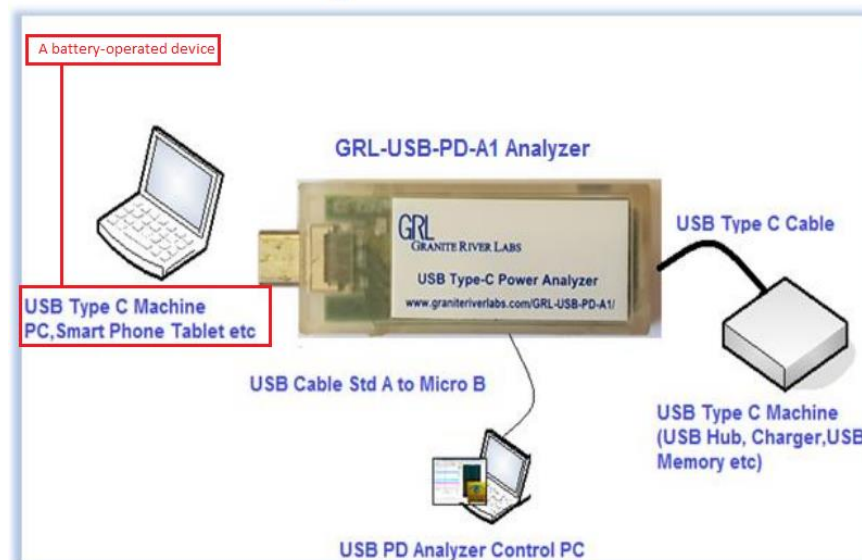 A battery-operated device
GRL-USB-PD-A1 Analyzer
GRL
GRANITE RIVER LABS
USB Type-C Power Analyzer
www.graniteriverlabs.com/GRL-USB-PD-A1/
USB Type C Cable
USB Type C Machine
PC,Smart Phone Tablet etc
USB Cable Std A to Micro B
USB Type C Machine
(USB Hub, Charger,USB
Memory etc)
USB PD Analyzer Control PC